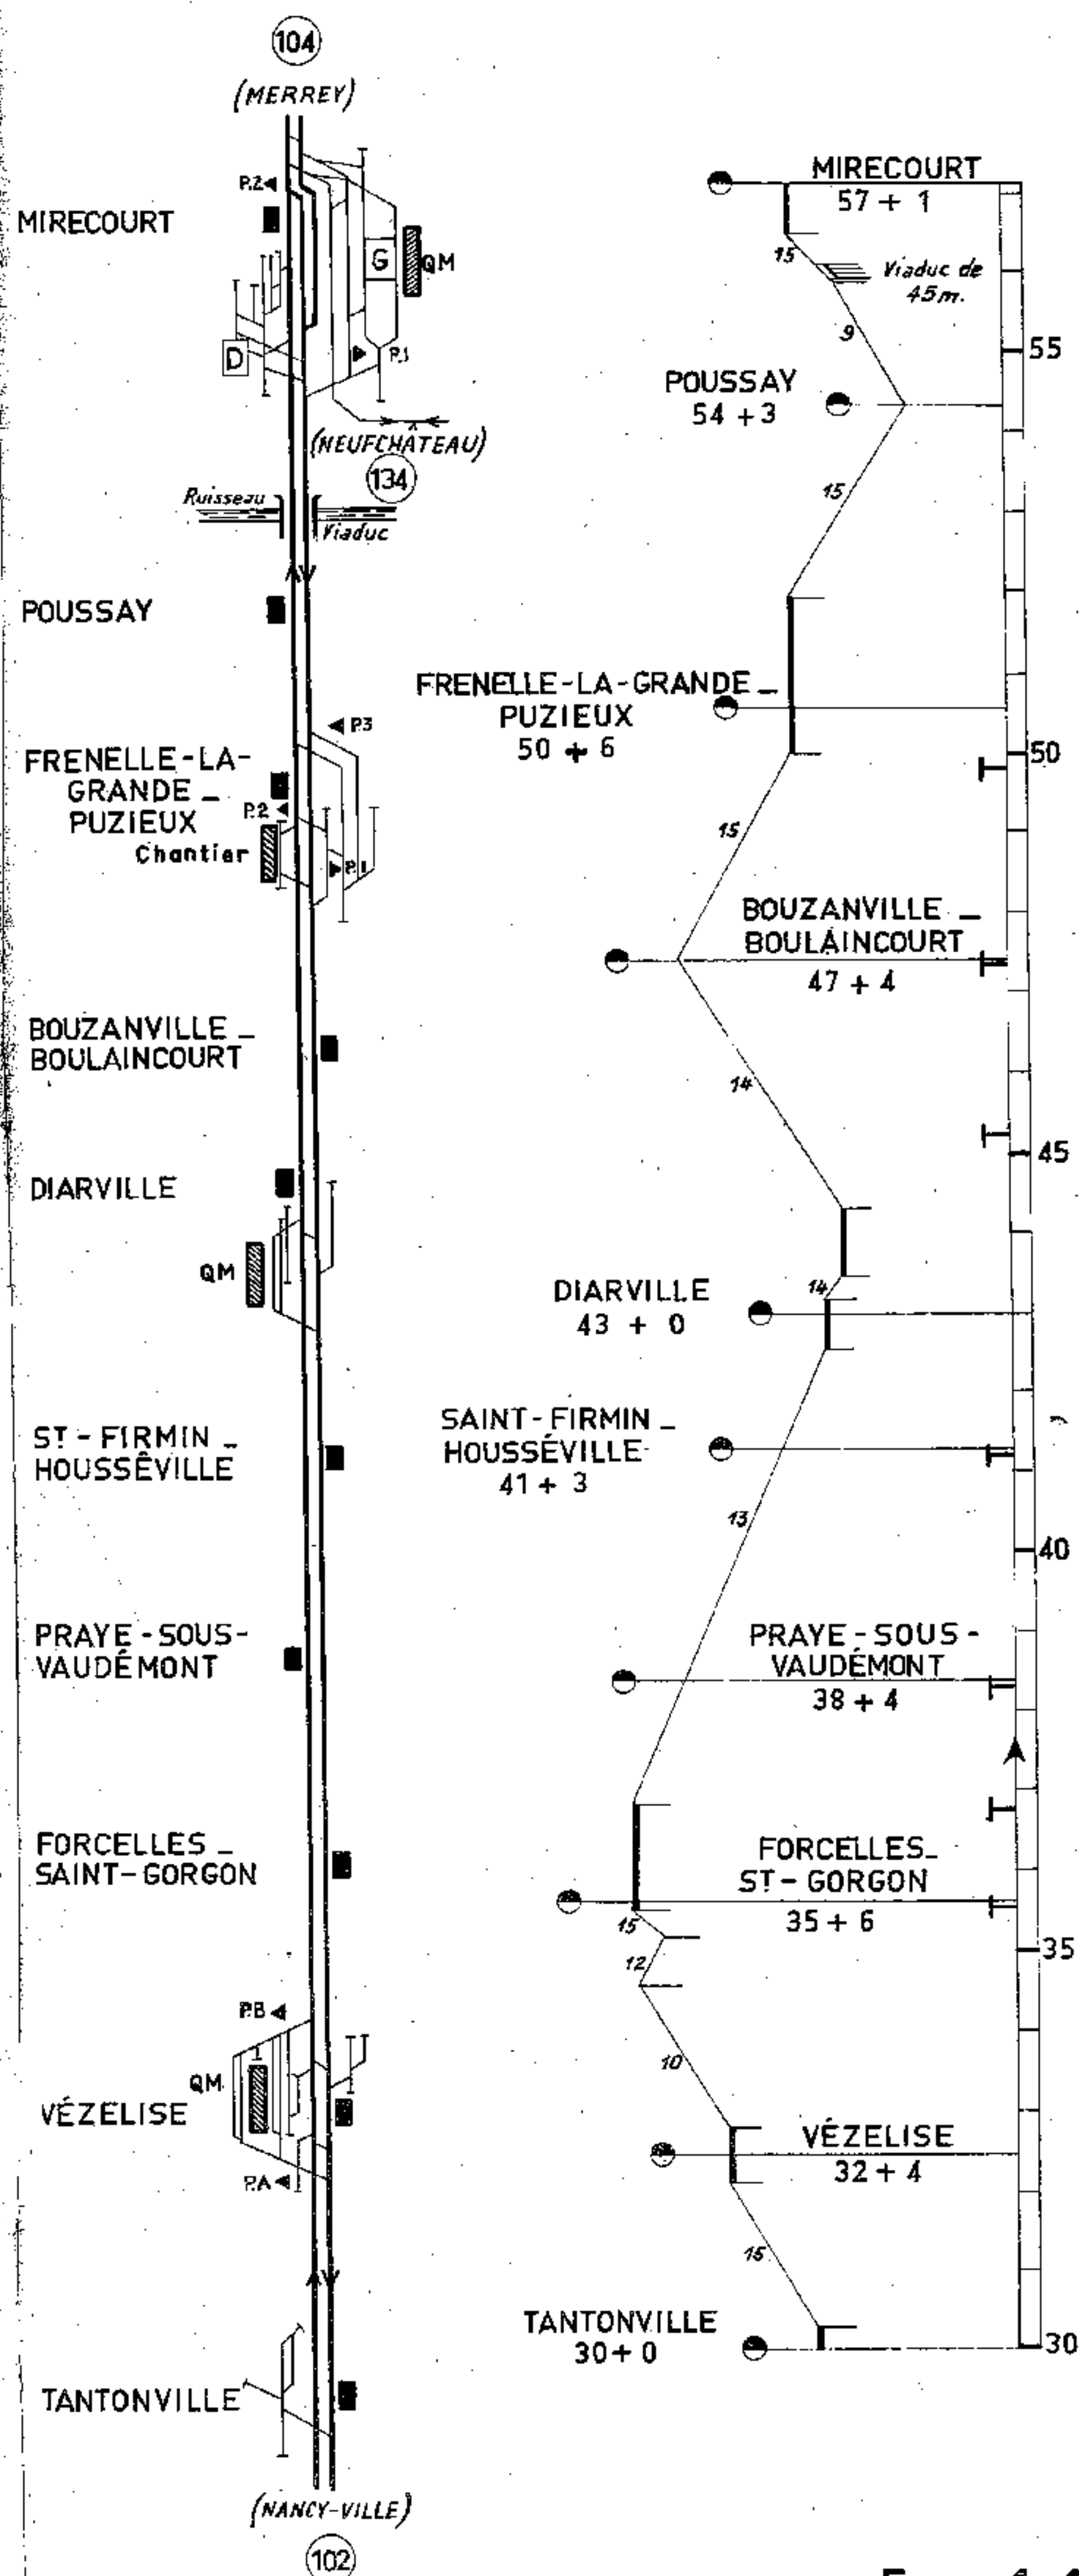 104
(MERREY)
P.2
MIRECOURT
G
QM
D
P.1
(NEUFCHÂTEAU)
134
Ruisseau
Viaduc
POUSSAY
P.3
FRENELLE-LA-
GRANDE _
PUZIEUX
P.2
Chantier
P.1
BOUZANVILLE _
BOULAINCOURT
DIARVILLE
QM
ST - FIRMIN _
HOUSSÊVILLE
PRAYE - SOUS-
VAUDÉMONT
FORCELLES _
SAINT-GORGON
P.B
1
QM
VÉZELISE
P.A
TANTONVILLE
(NANCY-VILLE)
102
MIRECOURT
57 + 1
15
Viaduc de
45 m.
9
55
POUSSAY
54 + 3
15
FRENELLE-LA-GRANDE _
PUZIEUX
50 + 6
50
15
BOUZANVILLE _
BOULAINCOURT
47 + 4
14
45
14
DIARVILLE
43 + 0
SAINT-FIRMIN _
HOUSSÉVILLE
41 + 3
13
40
PRAYE - SOUS -
VAUDÉMONT
38 + 4
FORCELLES_
ST-GORGON
35 + 6
15
35
12
10
VÉZELISE
32 + 4
15
TANTONVILLE
30 + 0
30